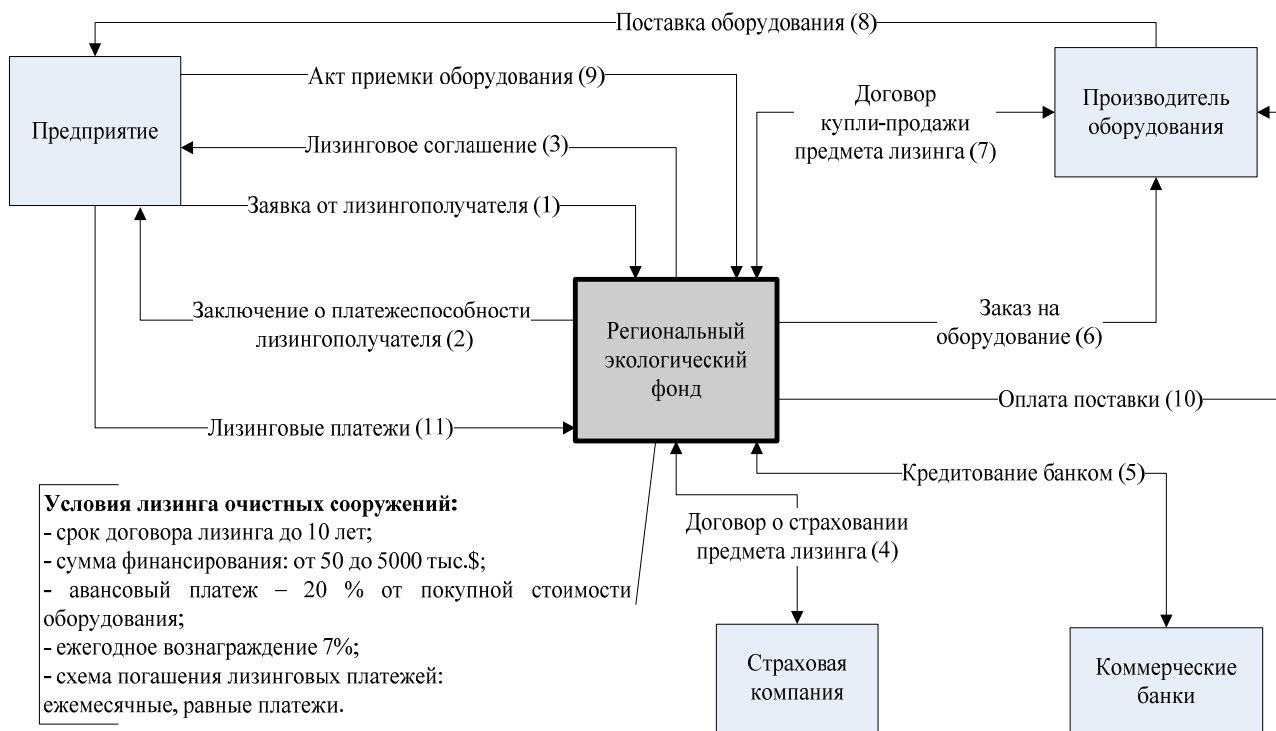 Поставка оборудования (8)
Акт приемки оборудования (9)
Предприятие
Договор
купли-продажи
предмета лизинга (7)
Производитель
оборудования
Лизинговое соглашение (3)
Заявка от лизингополучателя (1)
Заключение о платежеспособности
лизингополучателя (2)
Региональный
экологический
фонд
Заказ на
оборудование (6)
Оплата поставки (10)
Лизинговые платежи (11)
Кредитование банком (5)
Условия лизинга очистных сооружений:
- срок договора лизинга до 10 лет;
- сумма финансирования: от 50 до 5000 тыс.$;
- авансовый платеж – 20 % от покупной стоимости
оборудования;
- ежегодное вознаграждение 7%;
- схема погашения лизинговых платежей:
ежемесячные, равные платежи.
Договор о страховании
предмета лизинга (4)
Страховая
компания
Коммерческие
банки